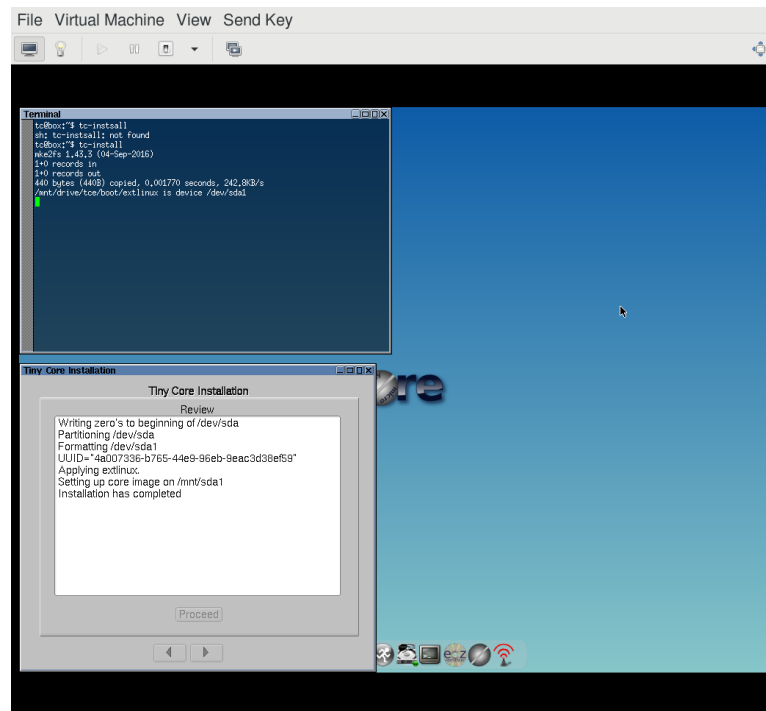 File Virtual Machine View Send Key
Terminal
tc@box:~$ tc-instsall
sh: tc-instsall: not found
tc@box:~$ tc-install
mke2fs 1.43.3 (04-Sep-2016)
1+0 records in
1+0 records out
440 bytes (440B) copied, 0.001770 seconds, 242.8KB/s
/mnt/drive/tce/boot/extlinux is device /dev/sda1
Tiny Core Installation
Tiny Core Installation
Review
Writing zero's to beginning of /dev/sda
Partitioning /dev/sda
Formatting /dev/sda1
UUID="4a007336-b765-44e9-96eb-9eac3d38ef59"
Applying extlinux.
Setting up core image on /mnt/sda1
Installation has completed
Proceed
ore